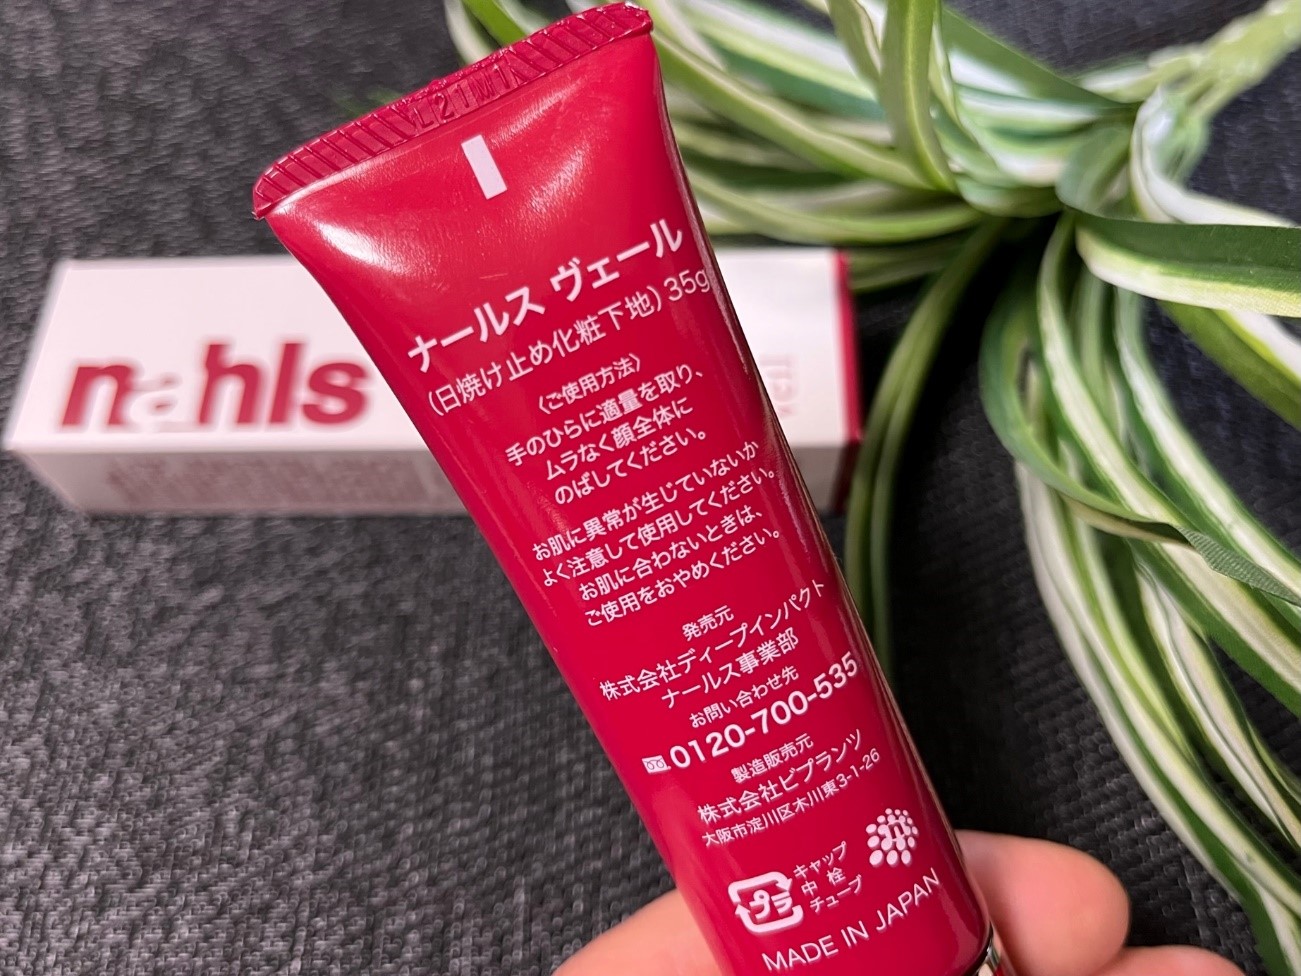 L21M1A
ナールス ヴェール
(日焼け止め化粧下地) 35g
〈ご使用方法〉
手のひらに適量を取り、
ムラなく顔全体に
のばしてください。
お肌に異常が生じていないか
よく注意して使用してください。
お肌に合わないときは、
ご使用をおやめください。
発売元
株式会社ディープインパクト
ナールス事業部
お問い合わせ先
0120-700-535
製造販売元
株式会社ビプランツ
大阪市淀川区木川東3-1-26
プラ
キャップ
中 栓
チューブ
MADE IN JAPAN
nahls